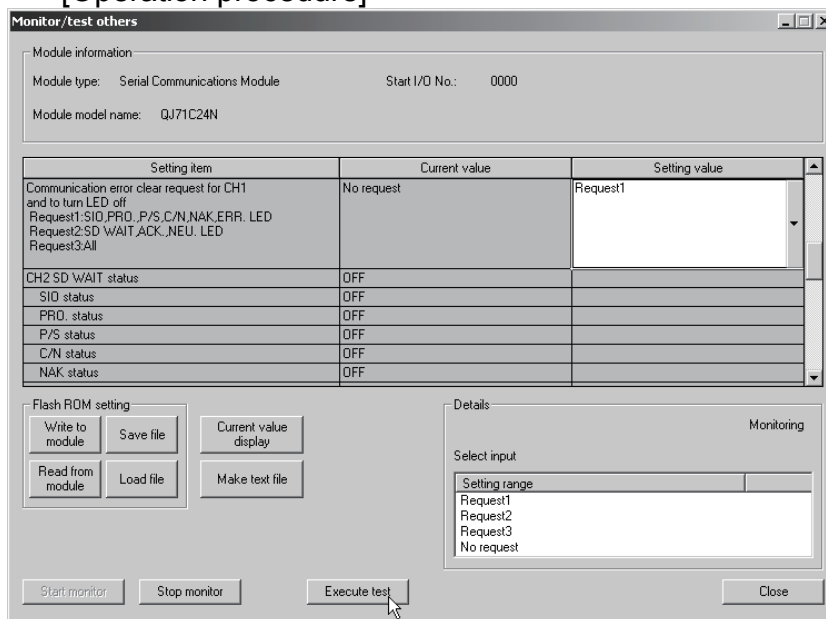 [Operation procedure]
Monitor/test others
Module information
Module type: Serial Communications Module Start I/O No.: 0000
Module model name: QJ71C24N
Setting item Current value Setting value
Communication error clear request for CH1 No request Request1
and to turn LED off
Request1:SIO,PRO.,P/S,C/N,NAK,ERR. LED
Request2:SD WAIT,ACK.,NEU. LED
Request3:All
CH2 SD WAIT status OFF
SIO status OFF
PRO. status OFF
P/S status OFF
C/N status OFF
NAK status OFF
Flash ROM setting
Write to
module
Save file
Current value
display
Read from
module
Load file
Make text file
Details
Monitoring
Select input
Setting range
Request1
Request2
Request3
No request
Start monitor Stop monitor Execute test Close